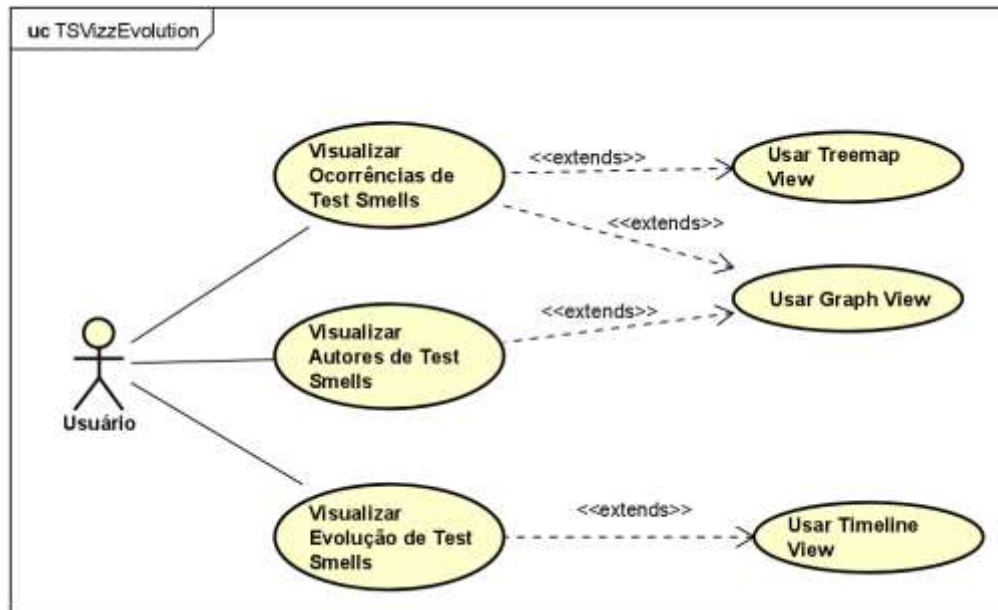 uc TSVizzEvolution
Visualizar
Ocorrências de
Test Smells
<<extends>>
Usar Treemap
View
<<extends>>
Usar Graph View
Visualizar
Autores de Test
Smells
<<extends>>
Usuário
Visualizar
Evolução de Test
Smells
<<extends>>
Usar Timeline
View